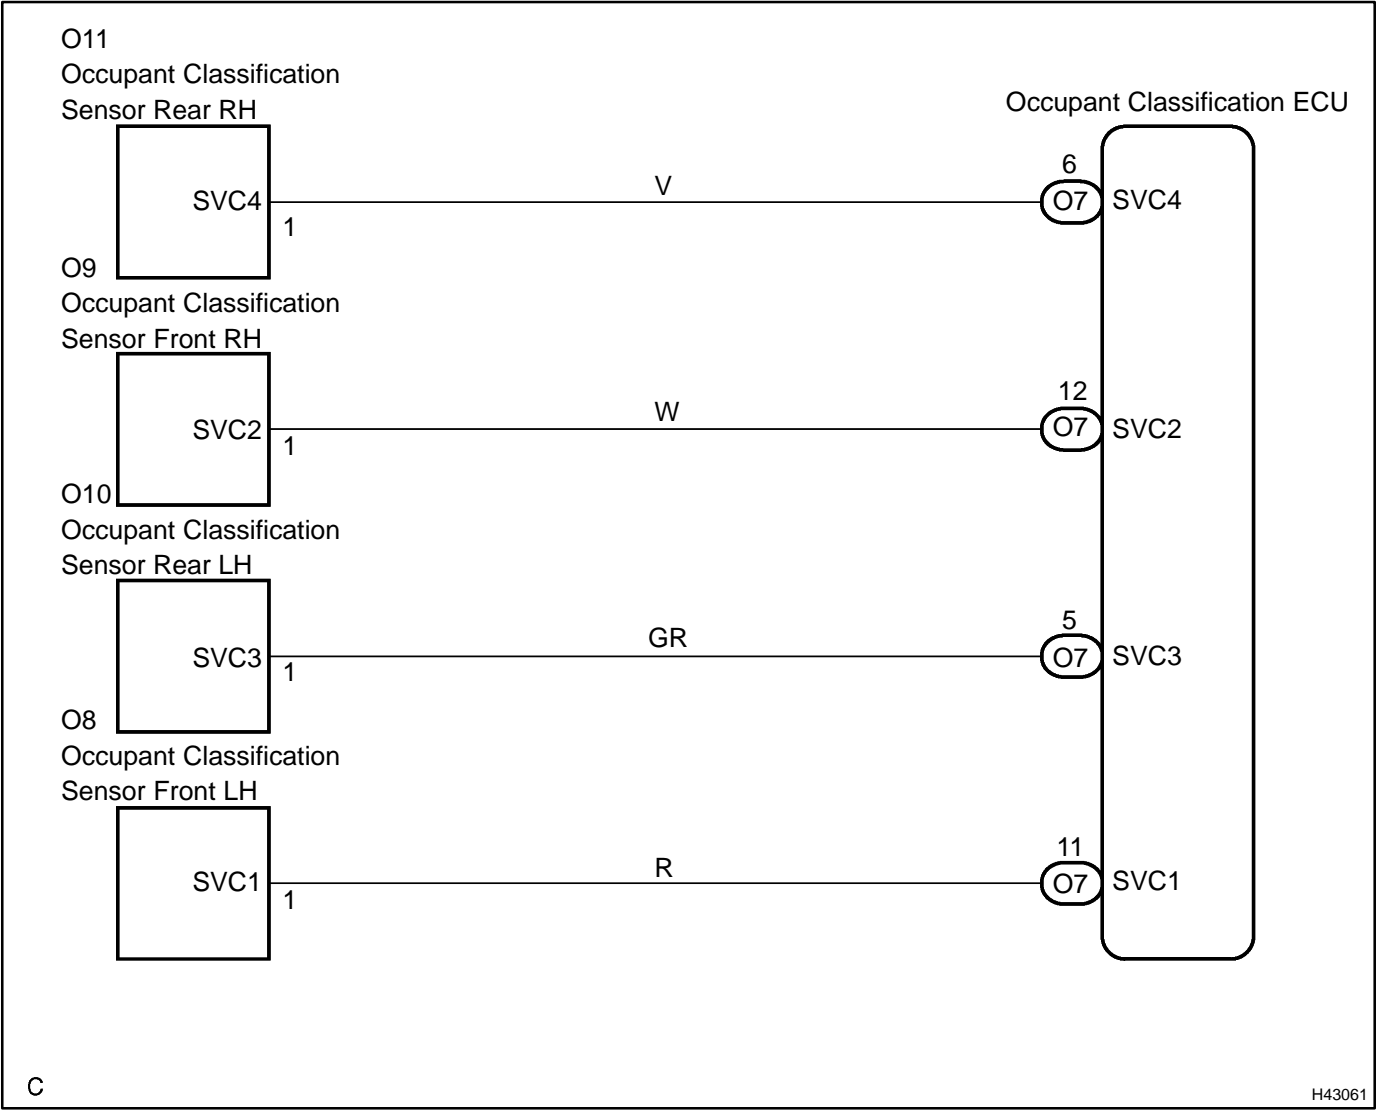 O11
Occupant Classification
Sensor Rear RH
Occupant Classification ECU
SVC4
1
V
6
O7
SVC4
O9
Occupant Classification
Sensor Front RH
SVC2
1
W
12
O7
SVC2
O10
Occupant Classification
Sensor Rear LH
SVC3
1
GR
5
O7
SVC3
O8
Occupant Classification
Sensor Front LH
SVC1
1
R
11
O7
SVC1
C
H43061